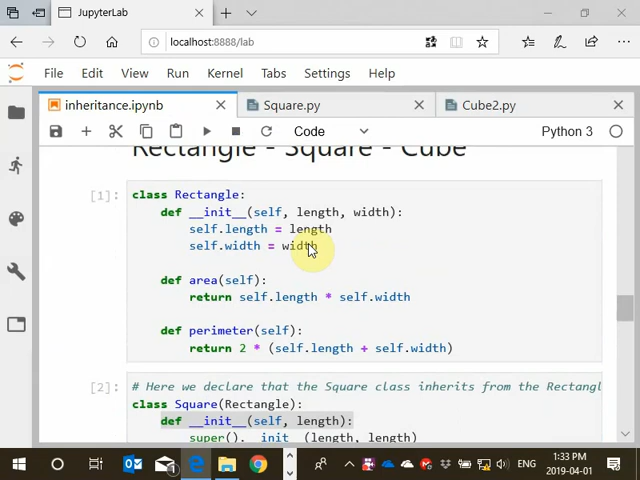 JupyterLab
localhost:8888/lab
File Edit View Run Kernel Tabs Settings Help
inheritance.ipynb Square.py Cube2.py
Code Python 3
Rectangle - Square - Cube
[1]: class Rectangle:
def __init__(self, length, width):
self.length = length
self.width = width
def area(self):
return self.length * self.width
def perimeter(self):
return 2 * (self.length + self.width)
[2]: # Here we declare that the Square class inherits from the Rectangl
class Square(Rectangle):
def __init__(self, length):
super().__init__(length, length)
1
ENG 1:33 PM
2019-04-01